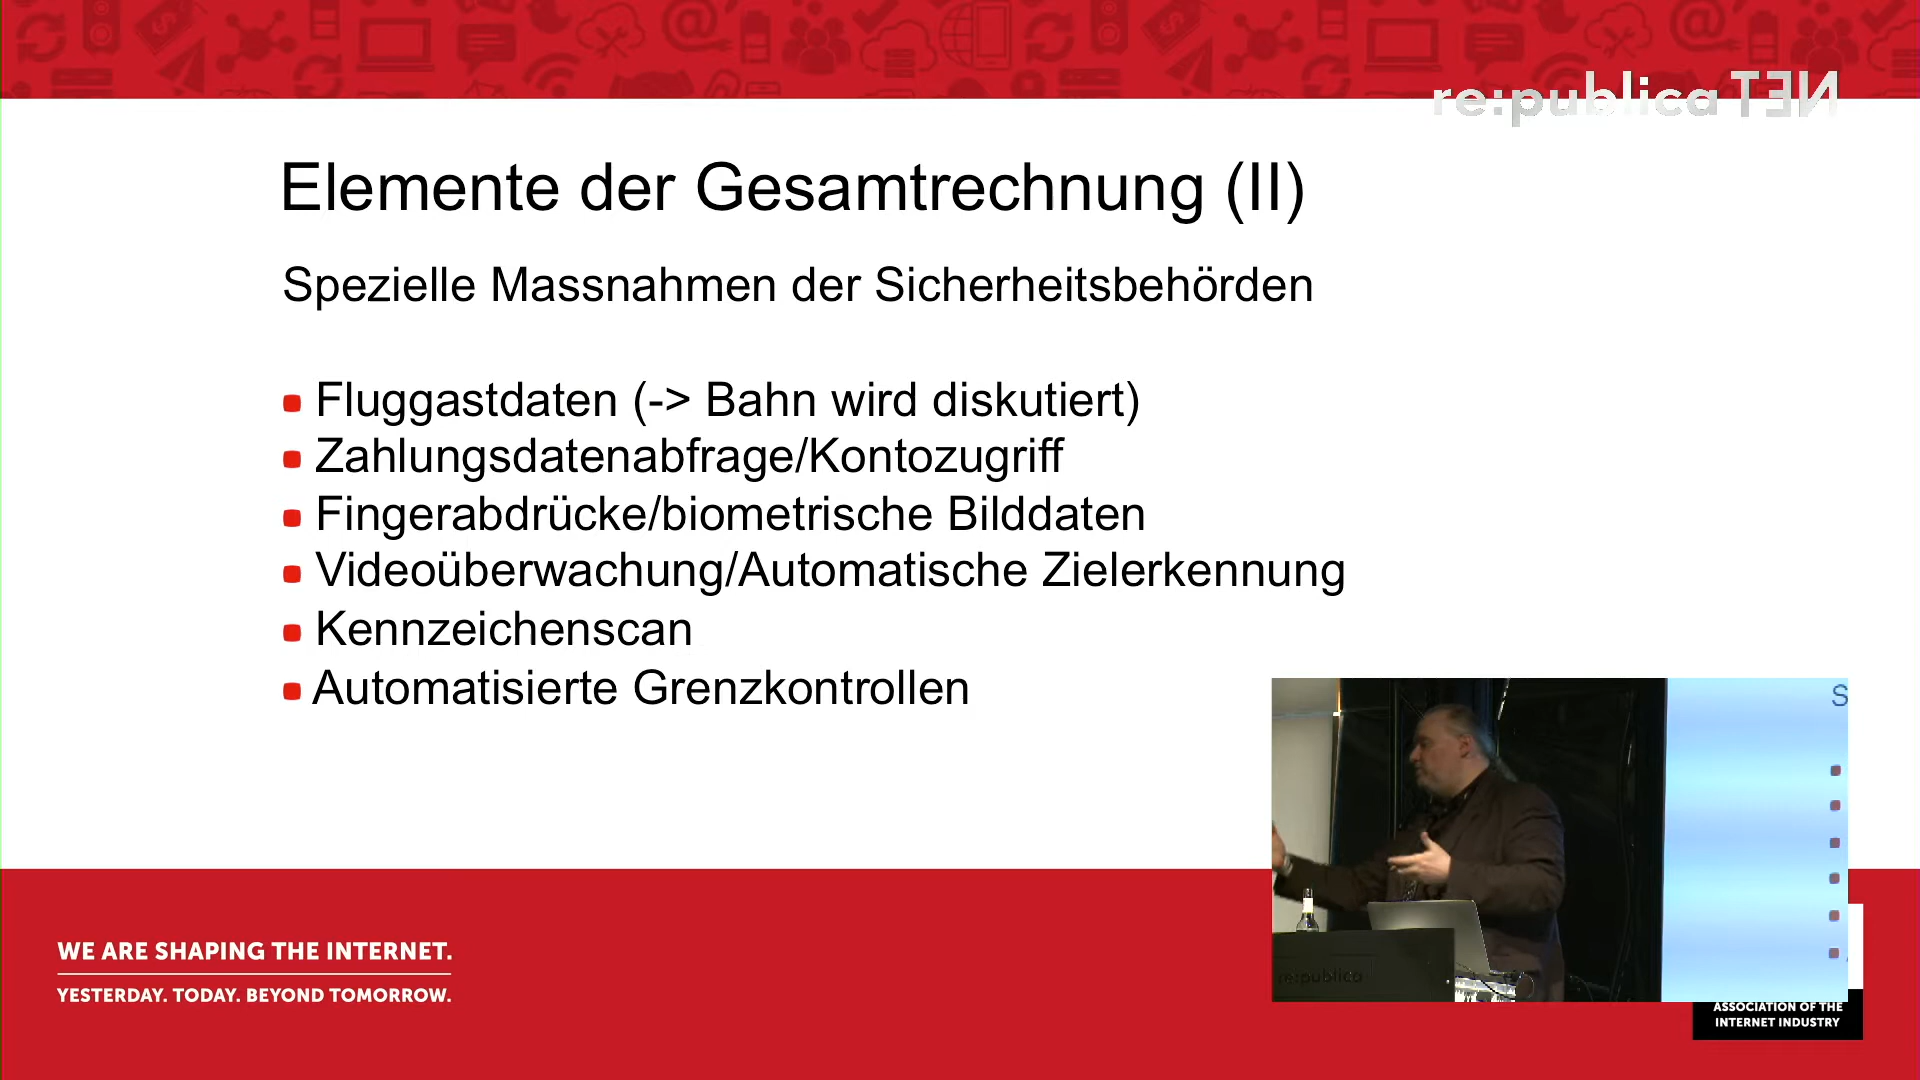 re:publica TEN
Elemente der Gesamtrechnung (II)
Spezielle Massnahmen der Sicherheitsbehörden
Fluggastdaten (-> Bahn wird diskutiert)
Zahlungsdatenabfrage/Kontozugriff
Fingerabdrücke/biometrische Bilddaten
Videoüberwachung/Automatische Zielerkennung
Kennzeichenscan
Automatisierte Grenzkontrollen
S
re:publica
WE ARE SHAPING THE INTERNET.
YESTERDAY. TODAY. BEYOND TOMORROW.
ASSOCIATION OF THE
INTERNET INDUSTRY